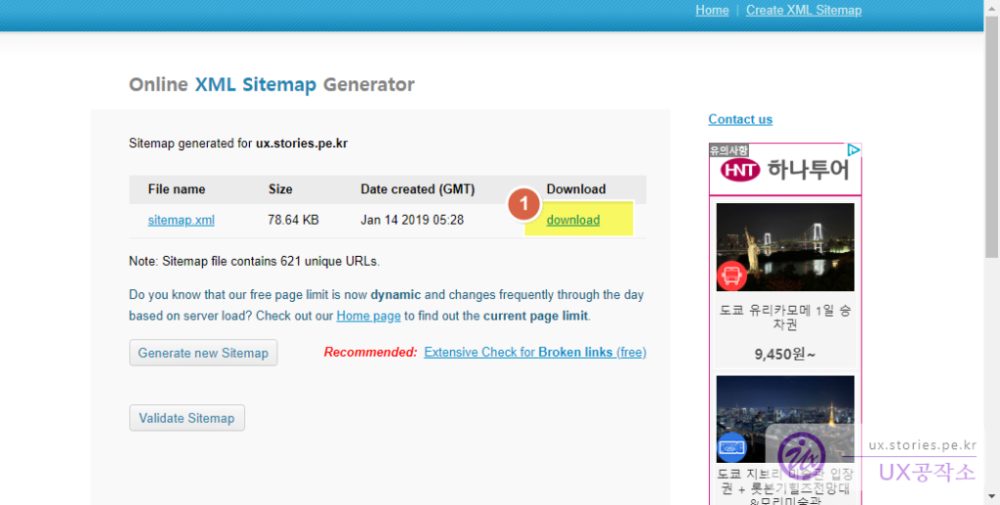 Home | Create XML Sitemap
Online XML Sitemap Generator
Contact us
Sitemap generated for ux.stories.pe.kr
File name Size Date created (GMT) Download
1
sitemap.xml 78.64 KB Jan 14 2019 05:28 download
Note: Sitemap file contains 621 unique URLs.
Do you know that our free page limit is now dynamic and changes frequently through the day
based on server load? Check out our Home page to find out the current page limit.
Generate new Sitemap Recommended: Extensive Check for Broken links (free)
Validate Sitemap
유의사항
HNT 하나투어
도쿄 유리카모메 1일 승
차권
9,450원~
도쿄 지브리 미술관 입장
권 + 롯본기힐즈전망대
&모리미술관
ux
ux.stories.pe.kr
UX공작소